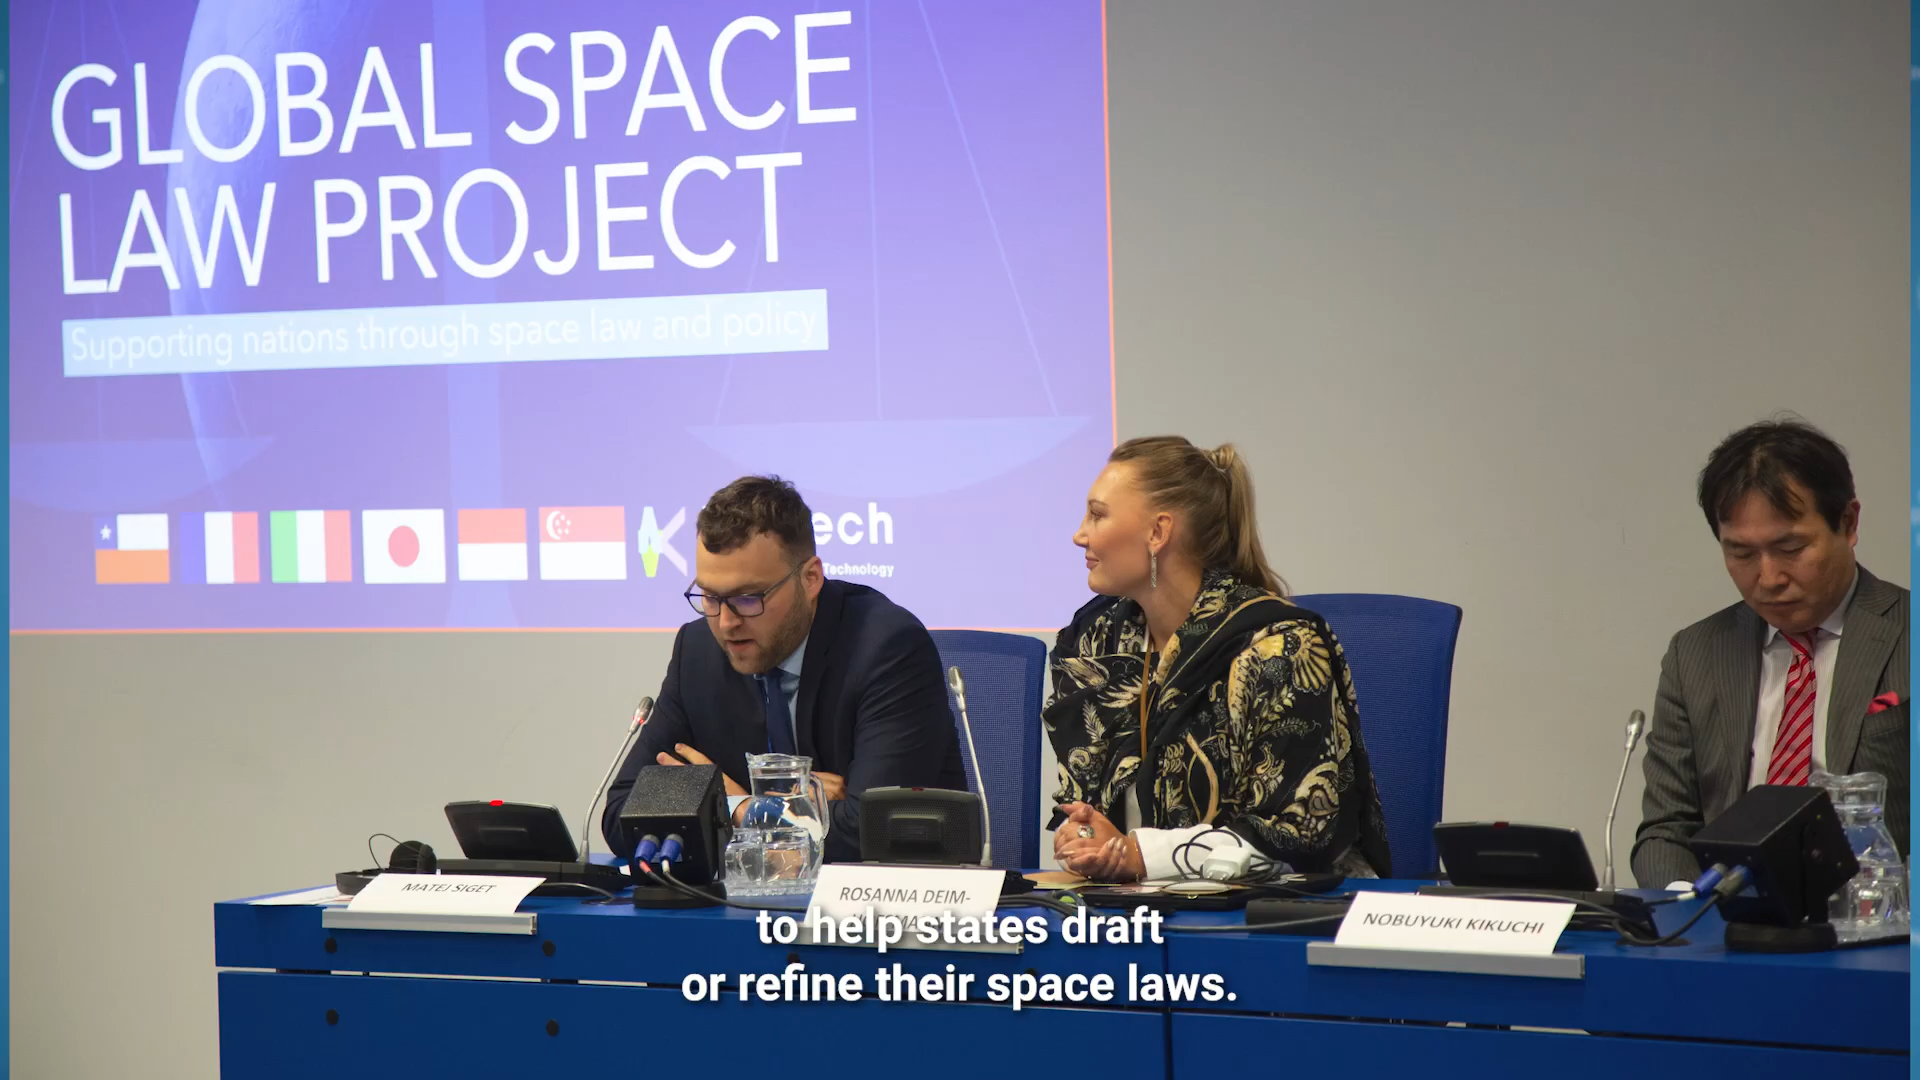 GLOBAL SPACE
LAW PROJECT
Supporting nations through space law and policy
ech
Technology
MATEJ SIGET
ROSANNA DEIM-
NOBUYUKI KIKUCHI
to help states draft
or refine their space laws.